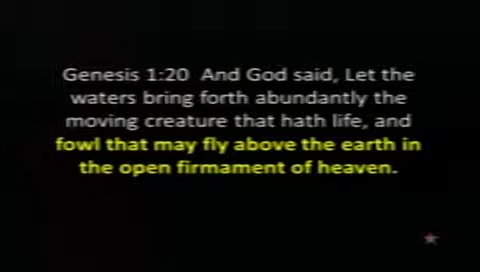 Genesis 1:20  And God said, Let the
waters bring forth abundantly the
moving creature that hath life, and
fowl that may fly above the earth in
the open firmament of heaven.